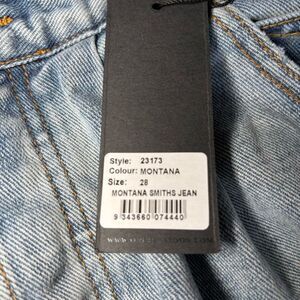 Style: 23173
Colour: MONTANA
Size: 28
MONTANA SMITHS JEAN
9 343660 074440